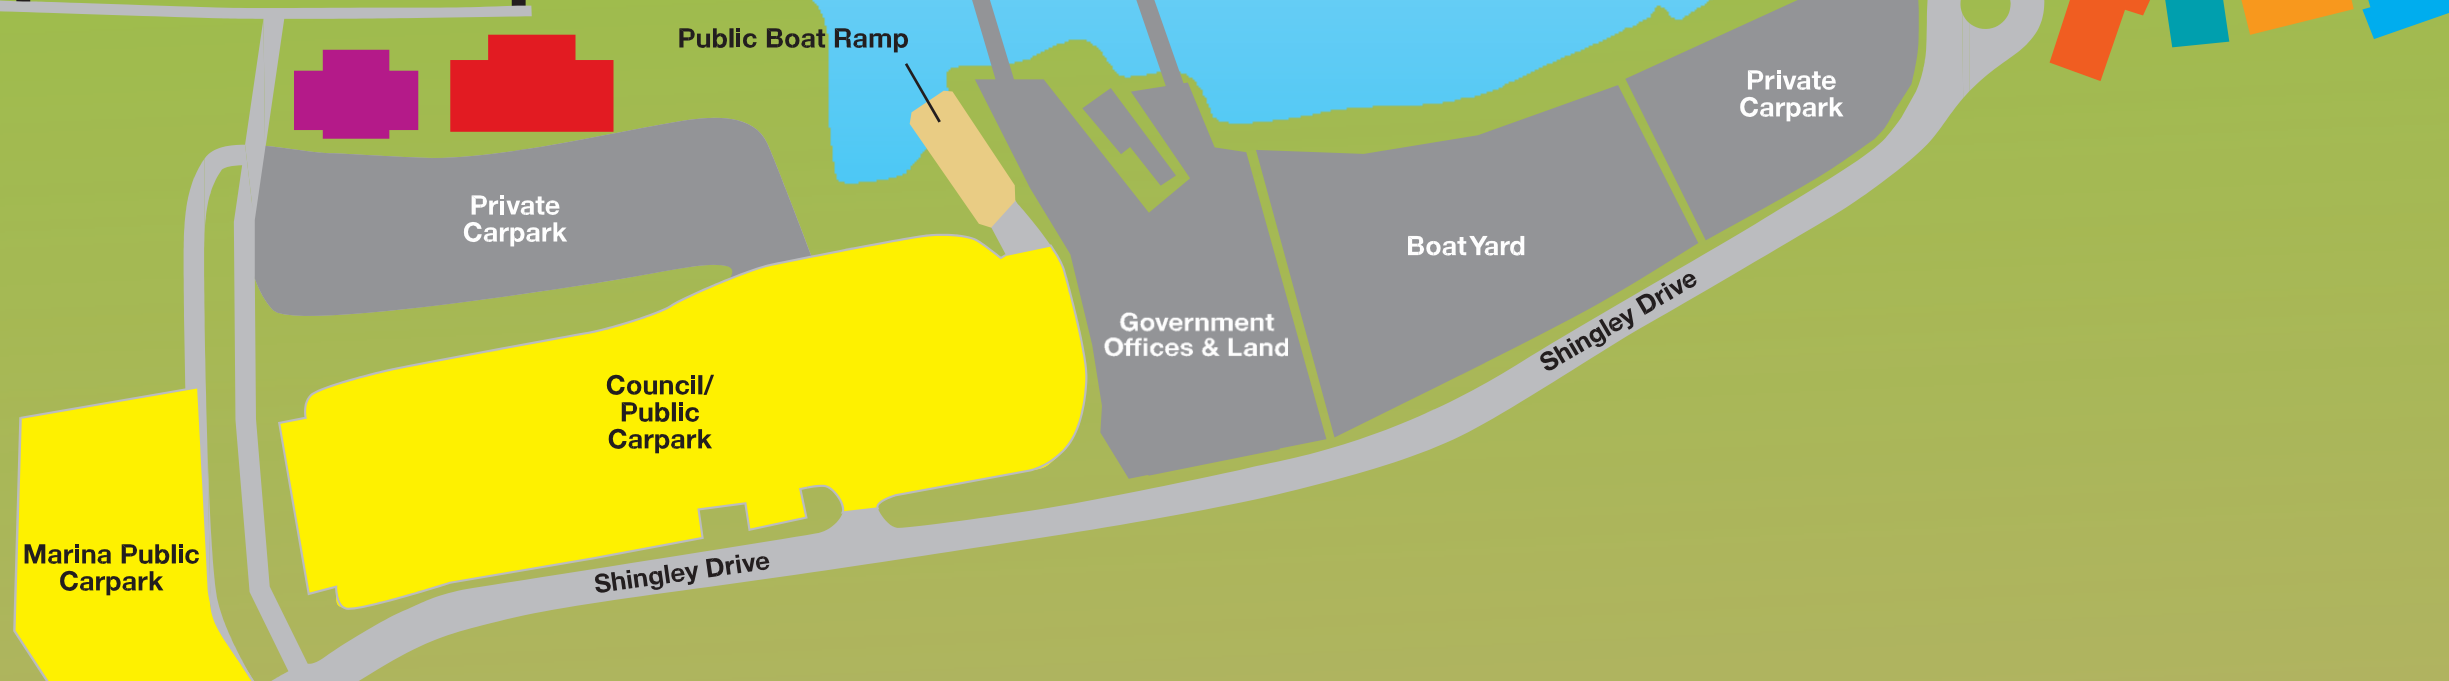 Public Boat Ramp
Private
Carpark
Private
Carpark
Boat Yard
Government
Offices & Land
Shingley Drive
Council/
Public
Carpark
Marina Public
Carpark
Shingley Drive